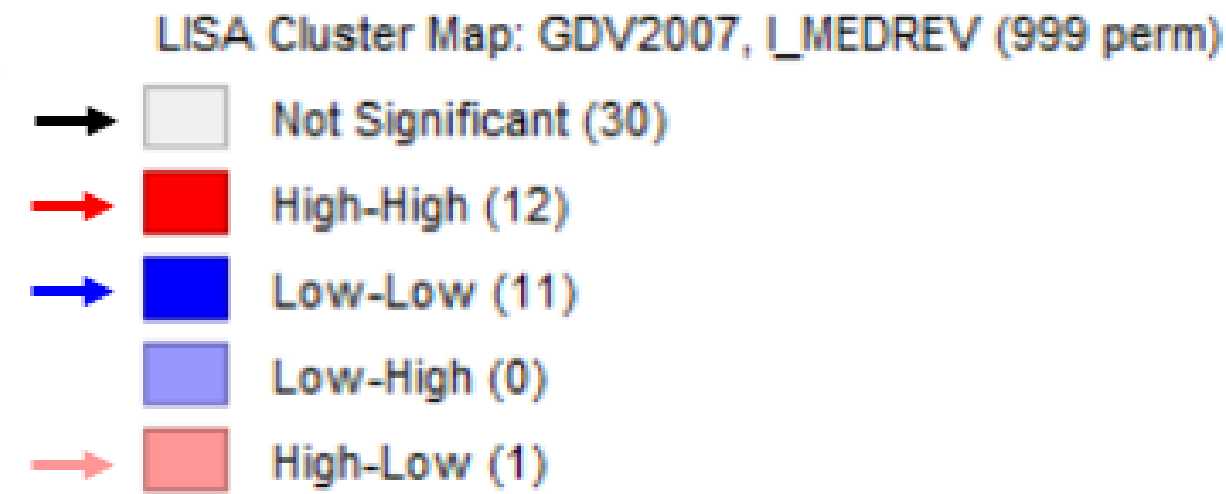 LISA Cluster Map: GDV2007, I_MEDREV (999 perm)
Not Significant (30)
High-High (12)
Low-Low (11)
Low-High (0)
High-Low (1)